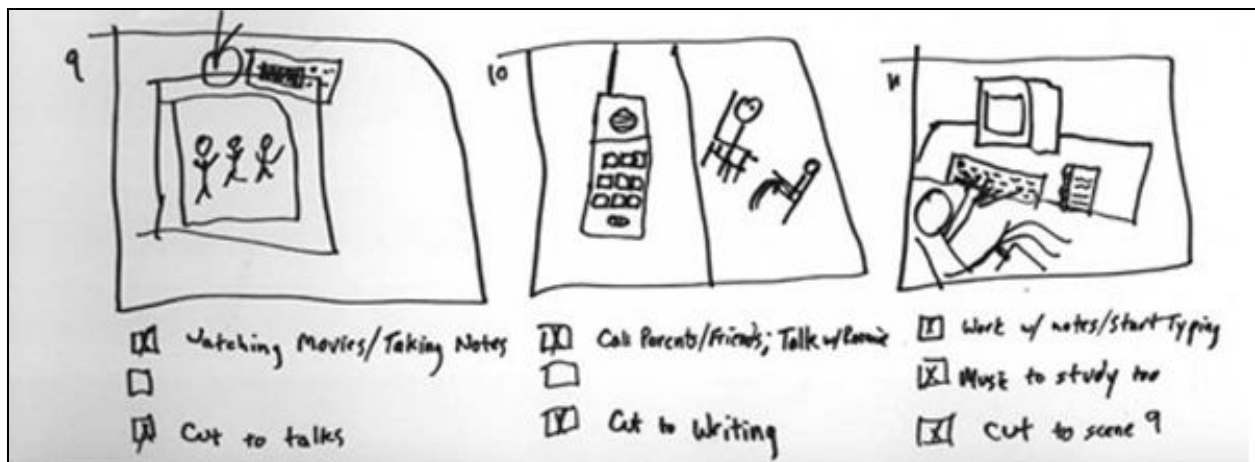 9
Watching Movies/Taking Notes
Cut to talks
10
Call Parents/Friends; Talk w/Roomie
Cut to Writing
11
Work w/ notes/Start Typing
Music to study too
Cut to scene 9